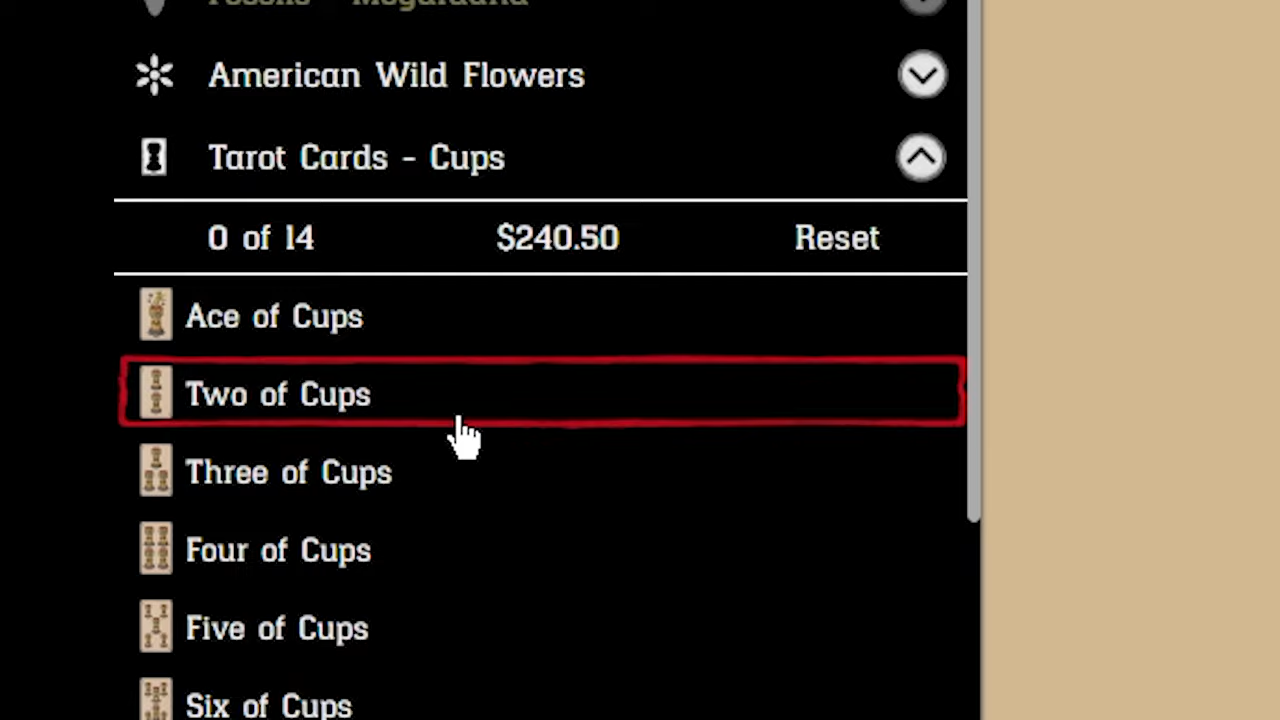 American Wild Flowers
Tarot Cards - Cups
0 of 14 $240.50 Reset
Ace of Cups
Two of Cups
Three of Cups
Four of Cups
Five of Cups
Six of Cups